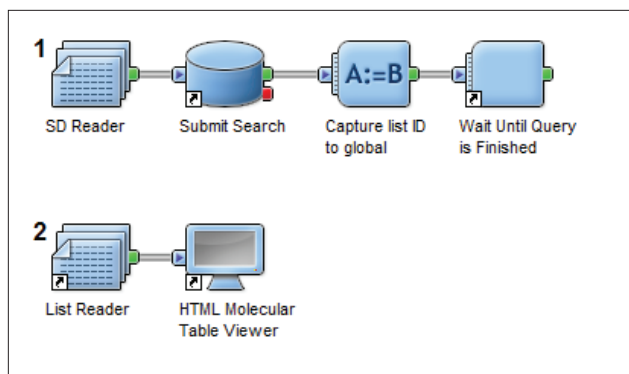 1
A:=B
SD Reader
Submit Search
Capture list ID
to global
Wait Until Query
is Finished
2
List Reader
HTML Molecular
Table Viewer